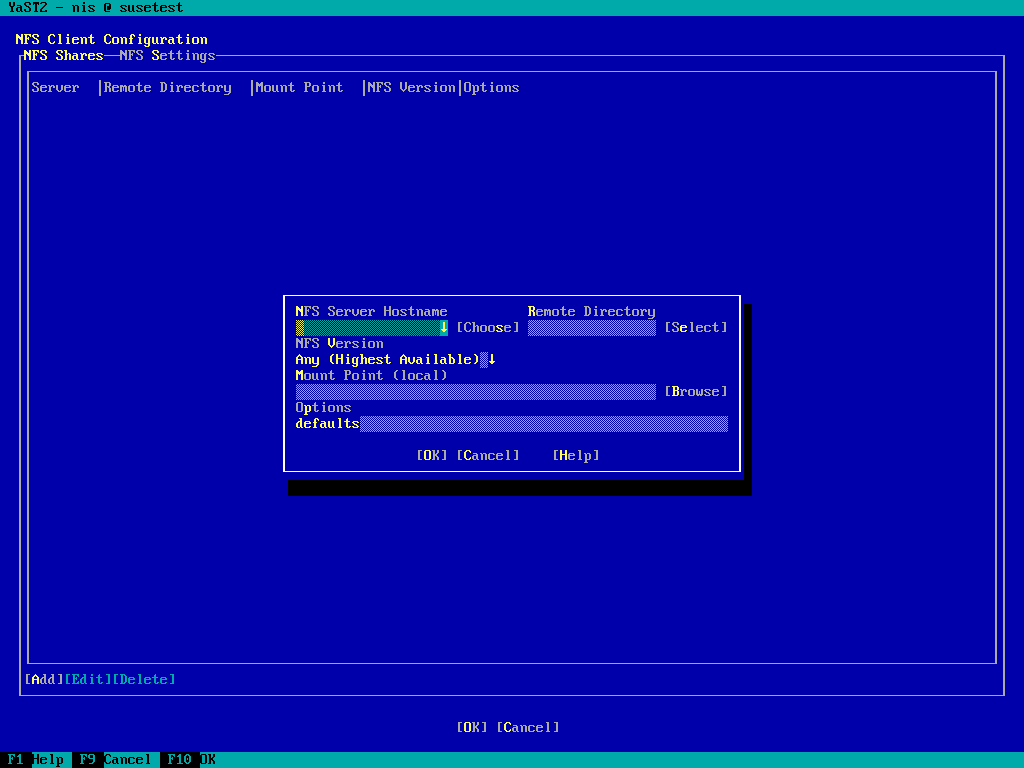 YaST2 - nis @ susetest
NFS Client Configuration
NFS Shares NFS Settings
Server |Remote Directory |Mount Point |NFS Version|Options
NFS Server Hostname Remote Directory
↓ [Choose] [Select]
NFS Version
Any (Highest Available) ↓
Mount Point (local)
[Browse]
Options
defaults
[OK] [Cancel] [Help]
[Add][Edit][Delete]
[OK] [Cancel]
F1 Help F9 Cancel F10 OK